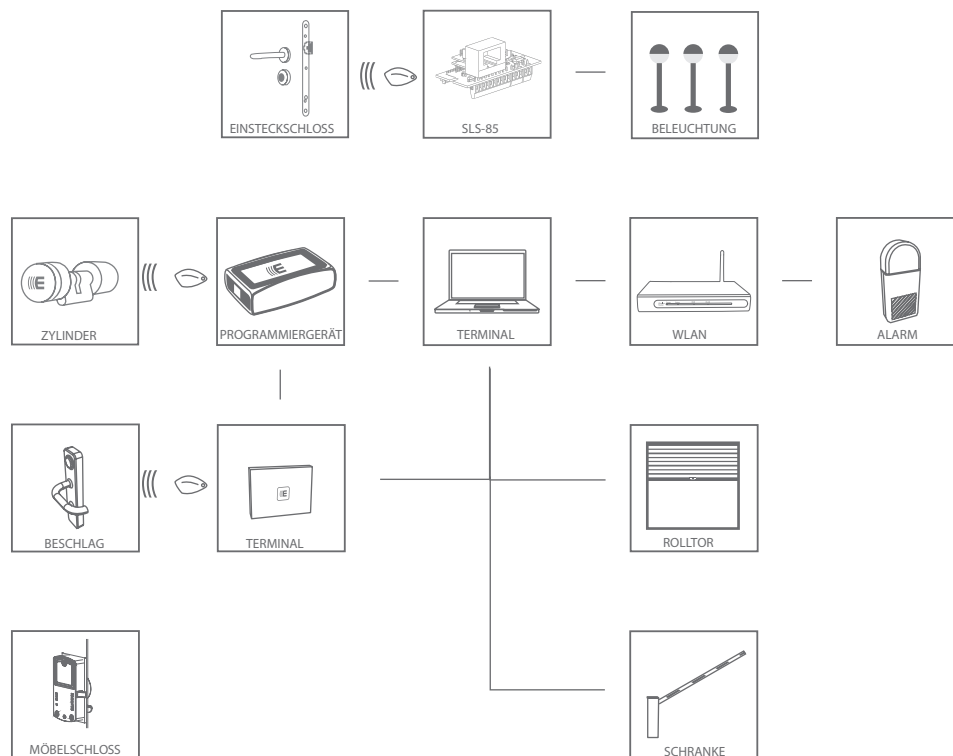 EINSTECKSCHLOSS
SLS-85
BELEUCHTUNG
ZYLINDER
PROGRAMMIERGERÄT
TERMINAL
WLAN
ALARM
BESCHLAG
TERMINAL
ROLLTOR
MÖBELSCHLOSS
SCHRANKE